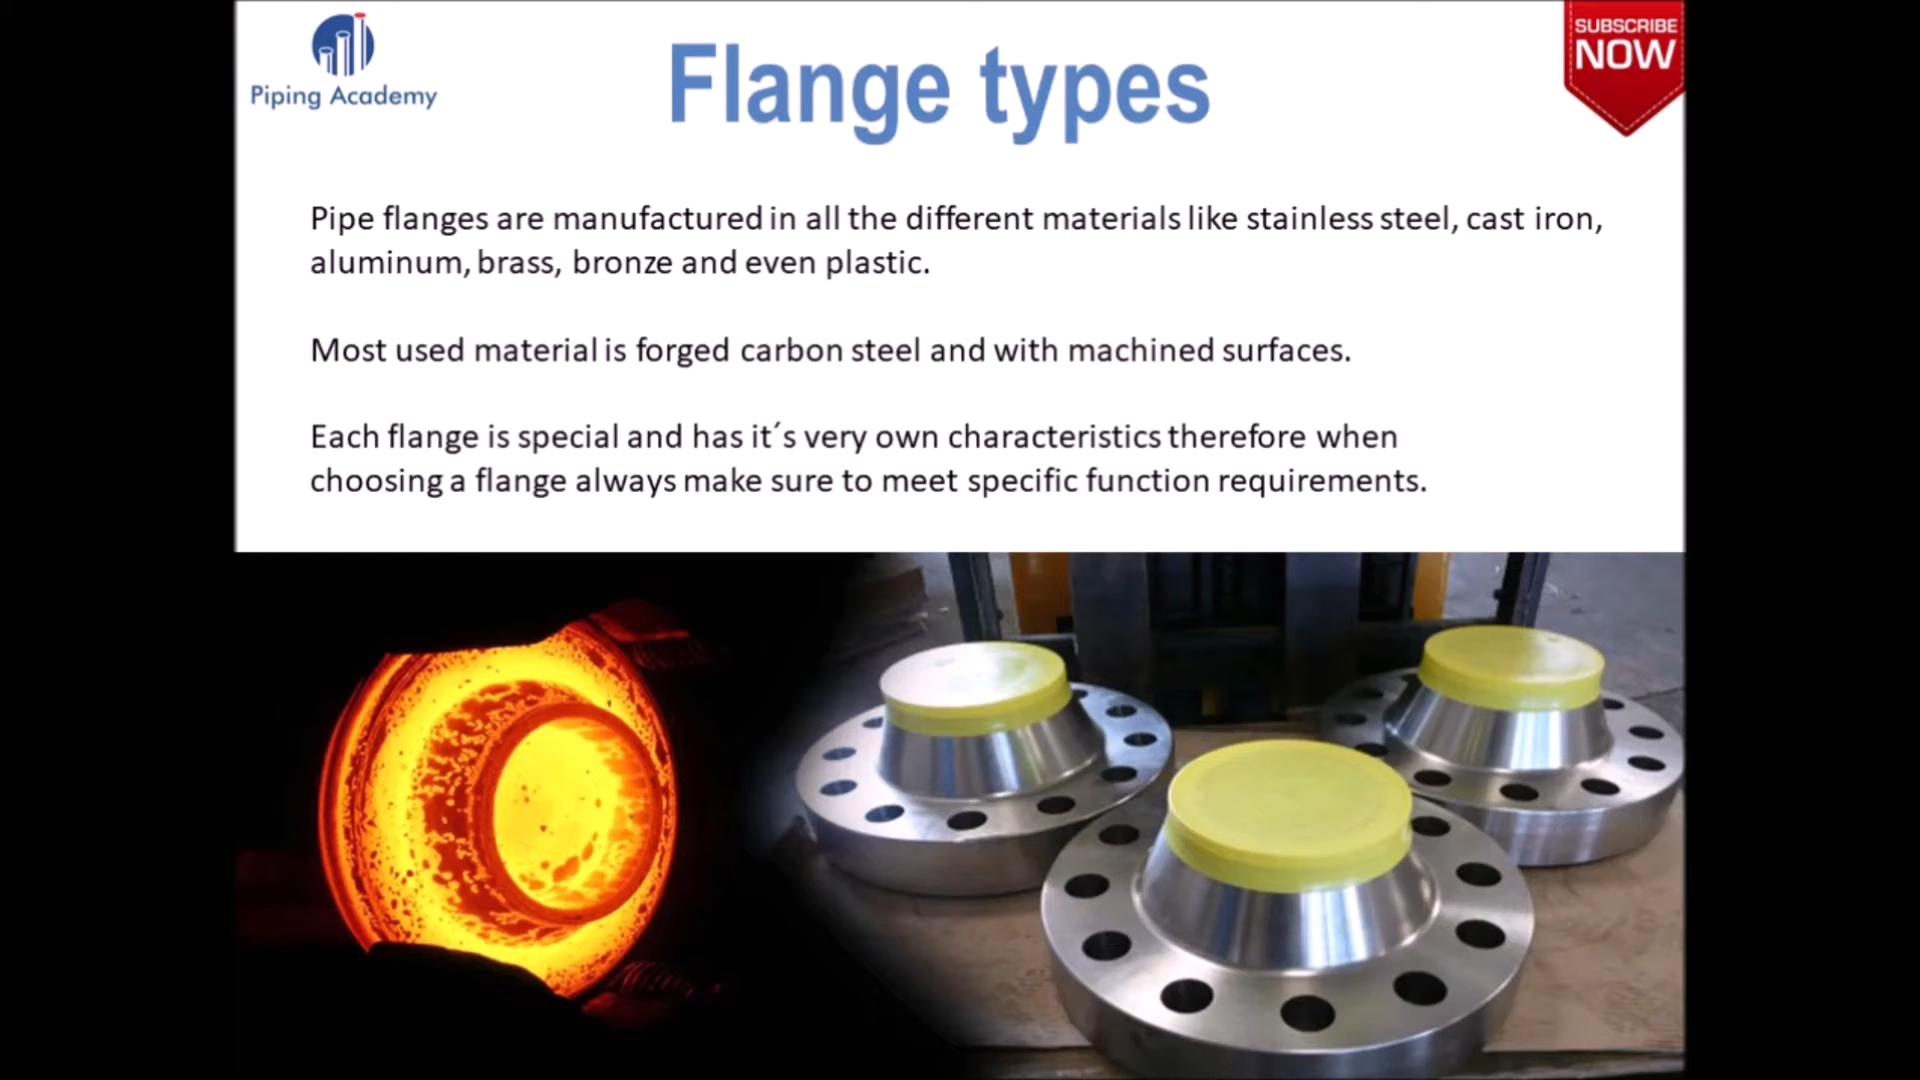 Piping Academy
Flange types
SUBSCRIBE
NOW
Pipe flanges are manufactured in all the different materials like stainless steel, cast iron,
aluminum, brass, bronze and even plastic.
Most used material is forged carbon steel and with machined surfaces.
Each flange is special and has it´s very own characteristics therefore when
choosing a flange always make sure to meet specific function requirements.